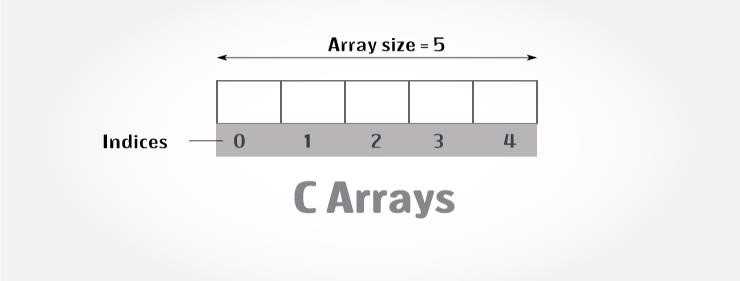 Array size = 5
Indices 0 1 2 3 4
C Arrays